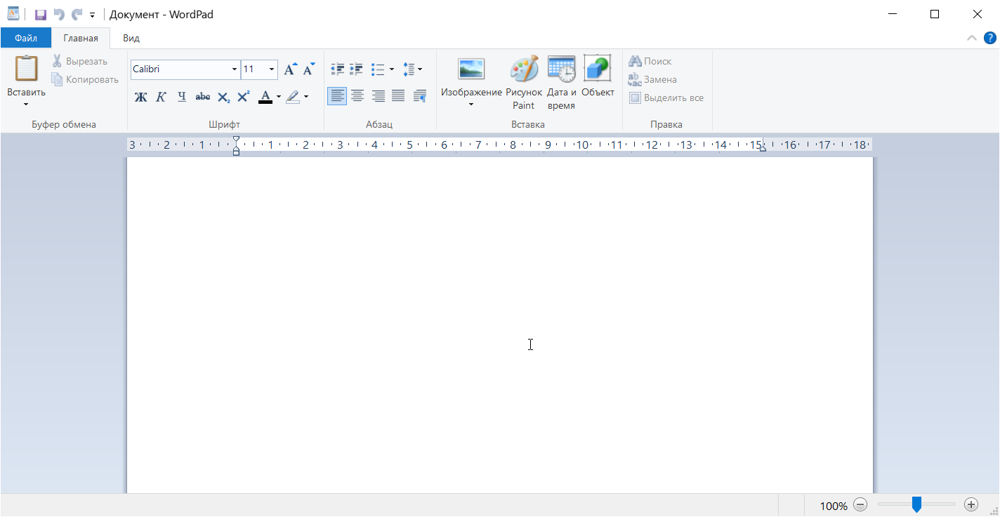 Документ - WordPad
Файл Главная Вид
Вставить
Вырезать
Копировать
Буфер обмена
Calibri 11
Ж К Ч abc X₂ X² A
Шрифт
Абзац
Изображение
Рисунок Paint
Дата и время
Объект
Вставка
Поиск
Замена
Выделить все
Правка
3 2 1 1 2 3 4 5 6 7 8 9 10 11 12 13 14 15 16 17 18
100%